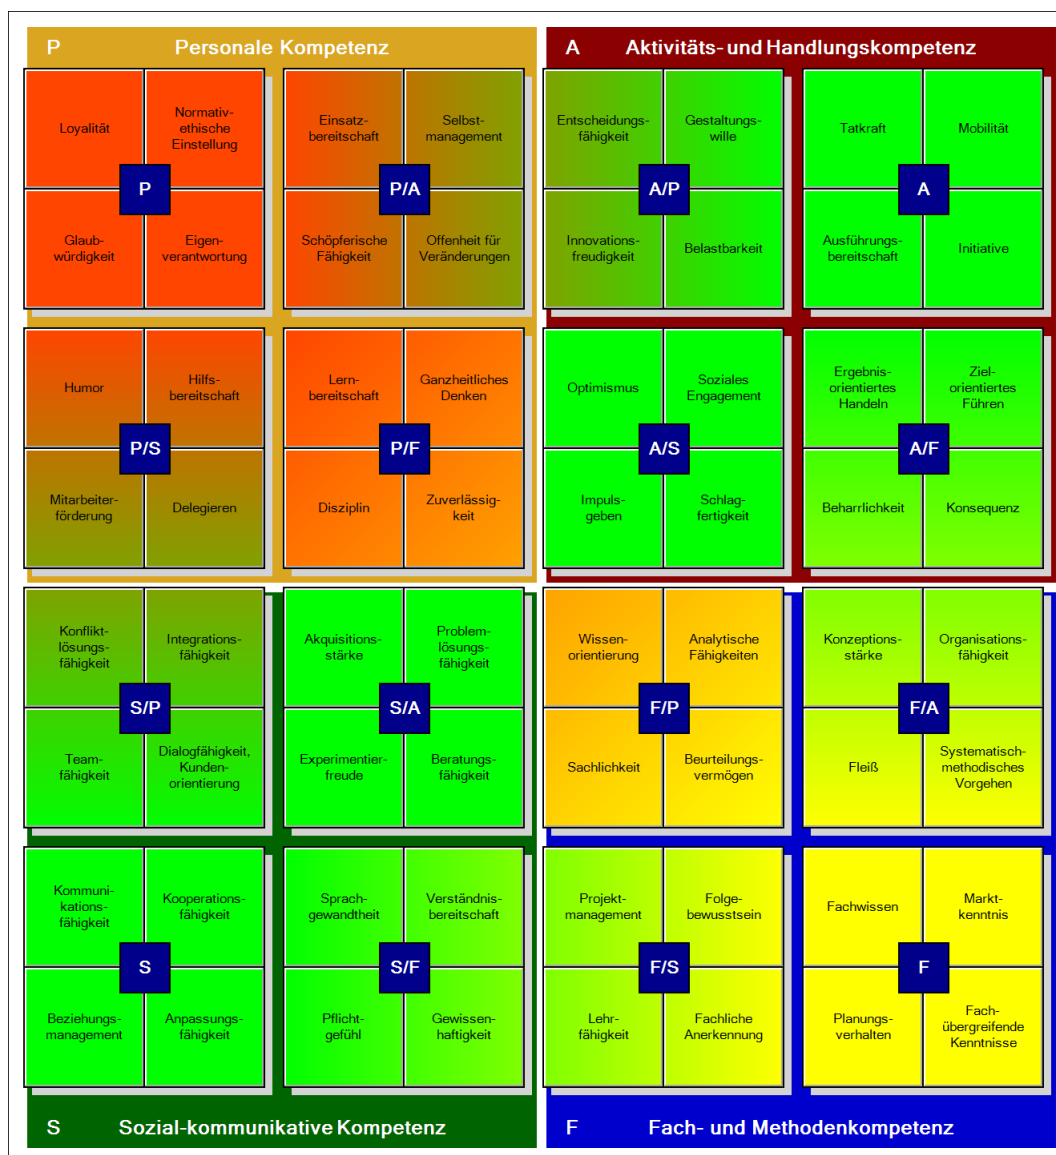 P Personale Kompetenz
A Aktivitäts- und Handlungskompetenz
Loyalität
Normativ-
ethische
Einstellung
P
Glaub-
würdigkeit
Eigen-
verantwortung
Einsatz-
bereitschaft
Selbst-
management
P/A
Schöpferische
Fähigkeit
Offenheit für
Veränderungen
Entscheidungs-
fähigkeit
Gestaltungs-
wille
A/P
Innovations-
freudigkeit
Belastbarkeit
Tatkraft
Mobilität
A
Ausführungs-
bereitschaft
Initiative
Humor
Hilfs-
bereitschaft
P/S
Mitarbeiter-
förderung
Delegieren
Lern-
bereitschaft
Ganzheitliches
Denken
P/F
Disziplin
Zuverlässig-
keit
Optimismus
Soziales
Engagement
A/S
Impuls-
geben
Schlag-
fertigkeit
Ergebnis-
orientiertes
Handeln
Ziel-
orientiertes
Führen
A/F
Beharrlichkeit
Konsequenz
Konflikt-
lösungs-
fähigkeit
Integrations-
fähigkeit
S/P
Team-
fähigkeit
Dialogfähigkeit,
Kunden-
orientierung
Akquisitions-
stärke
Problem-
lösungs-
fähigkeit
S/A
Experimentier-
freude
Beratungs-
fähigkeit
Wissen-
orientierung
Analytische
Fähigkeiten
F/P
Sachlichkeit
Beurteilungs-
vermögen
Konzeptions-
stärke
Organisations-
fähigkeit
F/A
Fleiß
Systematisch-
methodisches
Vorgehen
Kommuni-
kations-
fähigkeit
Kooperations-
fähigkeit
S
Beziehungs-
management
Anpassungs-
fähigkeit
Sprach-
gewandtheit
Verständnis-
bereitschaft
S/F
Pflicht-
gefühl
Gewissen-
haftigkeit
Projekt-
management
Folge-
bewusstsein
F/S
Lehr-
fähigkeit
Fachliche
Anerkennung
Fachwissen
Markt-
kenntnis
F
Planungs-
verhalten
Fach-
übergreifende
Kenntnisse
S Sozial-kommunikative Kompetenz
F Fach- und Methodenkompetenz